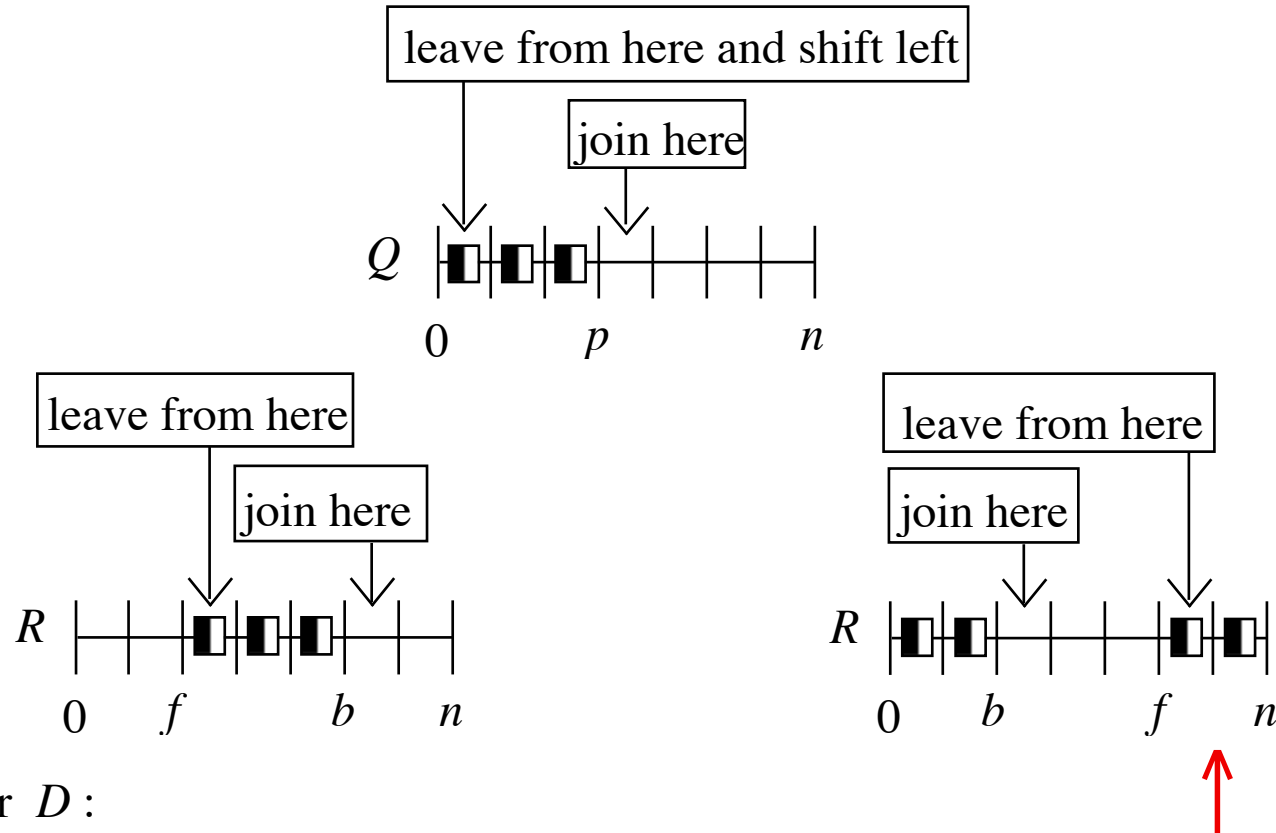 leave from here and shift left
join here
Q
0 p n
leave from here
join here
R
0 f b n
leave from here
join here
R
0 b f n
r D :